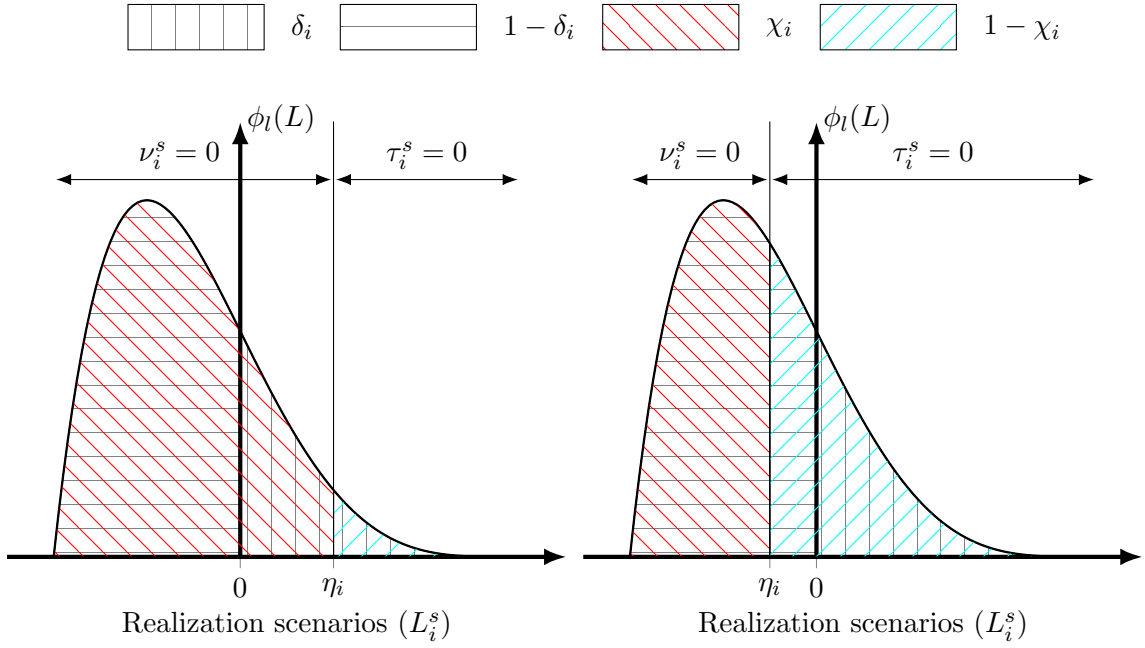 δ_i 1 − δ_i χ_i 1 − χ_i
ϕ_l(L) ϕ_l(L)
ν_i^s = 0 τ_i^s = 0 ν_i^s = 0 τ_i^s = 0
0 η_i η_i 0
Realization scenarios (L_i^s) Realization scenarios (L_i^s)